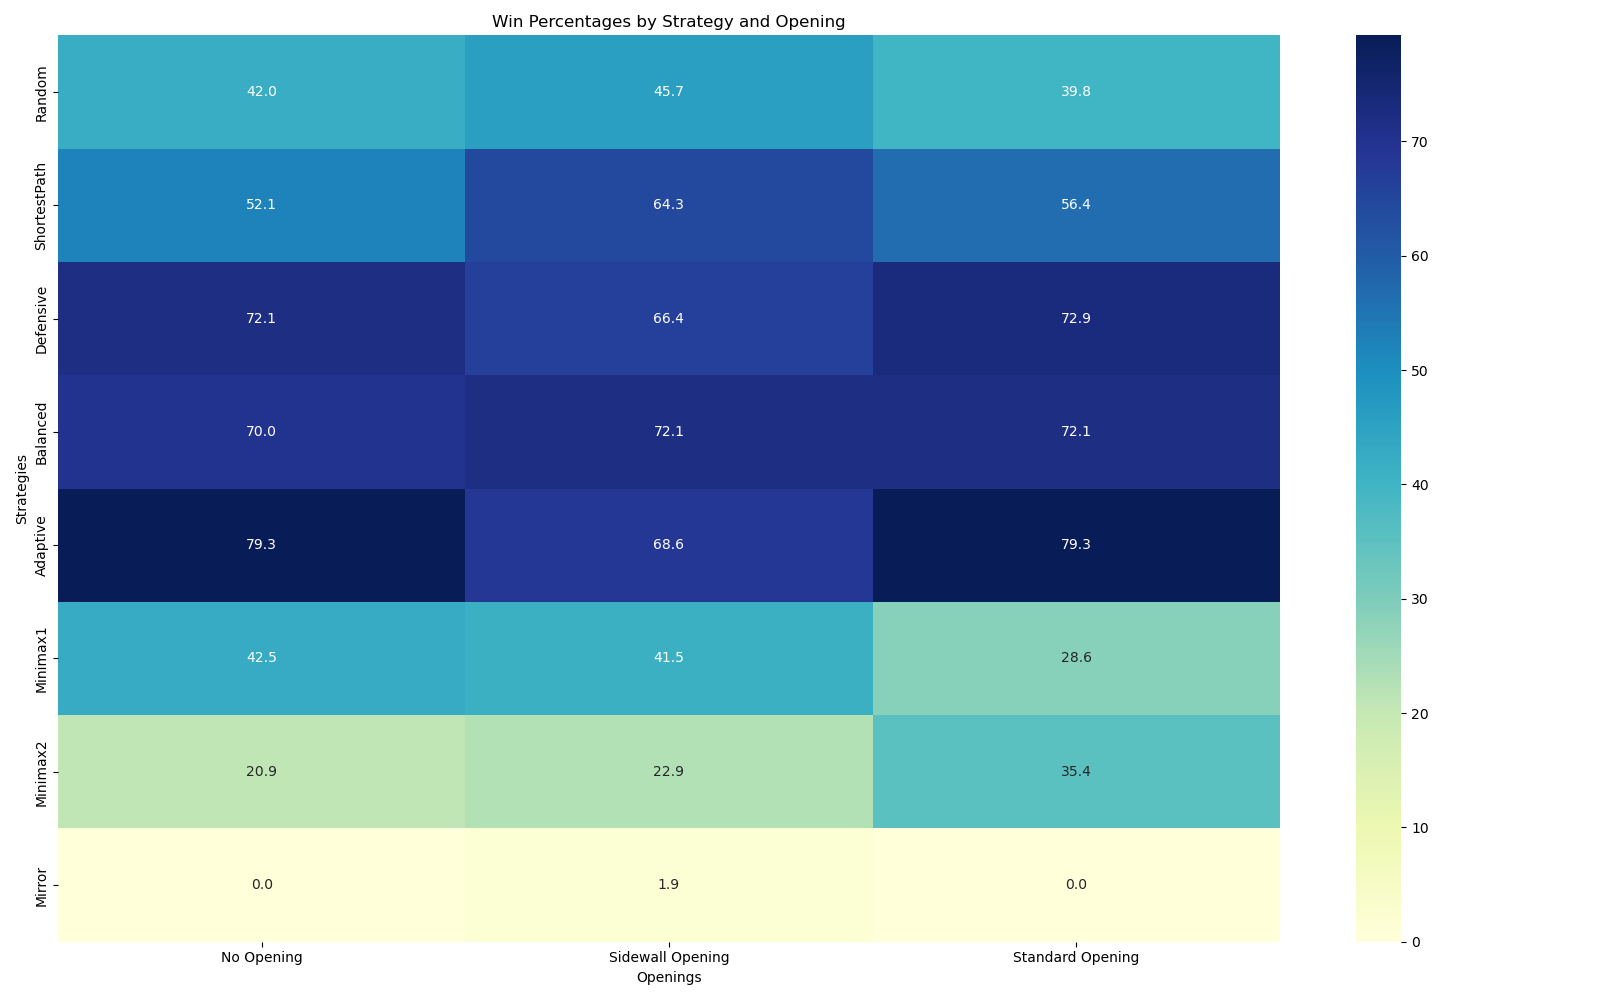 Win Percentages by Strategy and Opening
Strategies
Random
42.0 45.7 39.8
ShortestPath
52.1 64.3 56.4
Defensive
72.1 66.4 72.9
Balanced
70.0 72.1 72.1
Adaptive
79.3 68.6 79.3
Minimax1
42.5 41.5 28.6
Minimax2
20.9 22.9 35.4
Mirror
0.0 1.9 0.0
No Opening Sidewall Opening Standard Opening
Openings
70
60
50
40
30
20
10
0